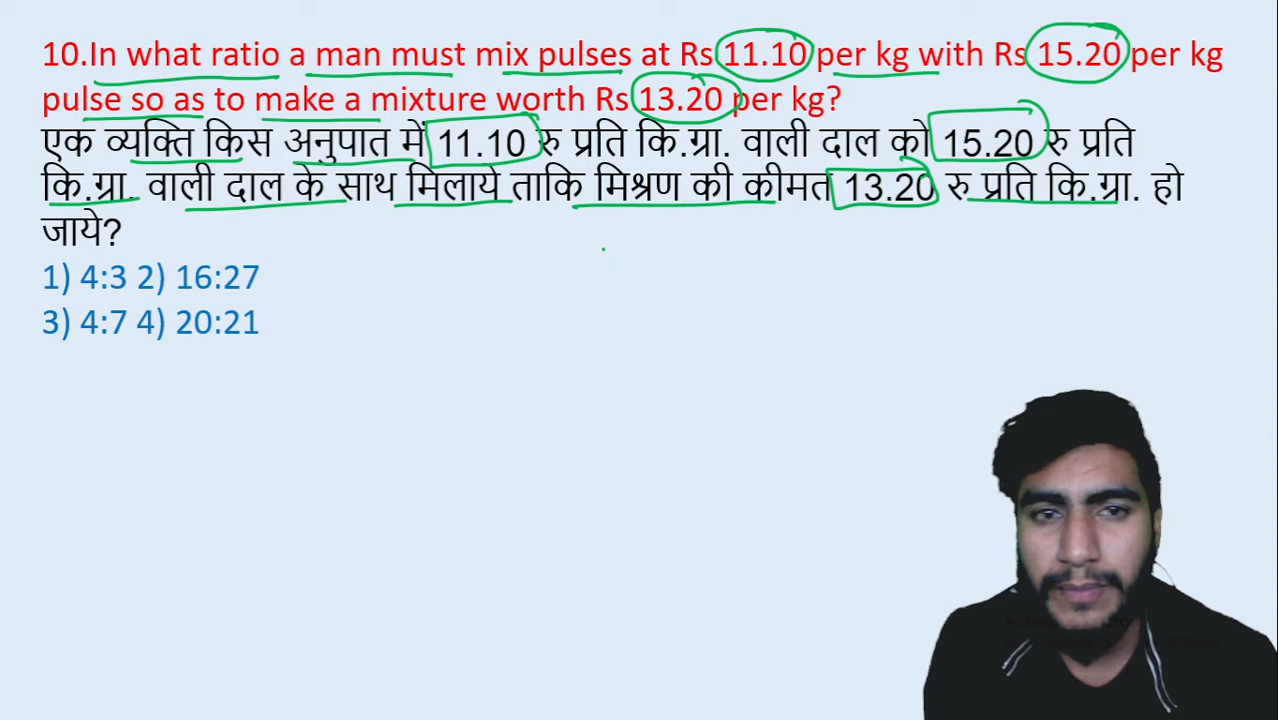 10.In what ratio a man must mix pulses at Rs 11.10 per kg with Rs 15.20 per kg
pulse so as to make a mixture worth Rs 13.20 per kg?
एक व्यक्ति किस अनुपात में 11.10 रु प्रति कि.ग्रा. वाली दाल को 15.20 रु प्रति
कि.ग्रा. वाली दाल के साथ मिलाये ताकि मिश्रण की कीमत 13.20 रु प्रति कि.ग्रा. हो
जाये?
1) 4:3 2) 16:27
3) 4:7 4) 20:21